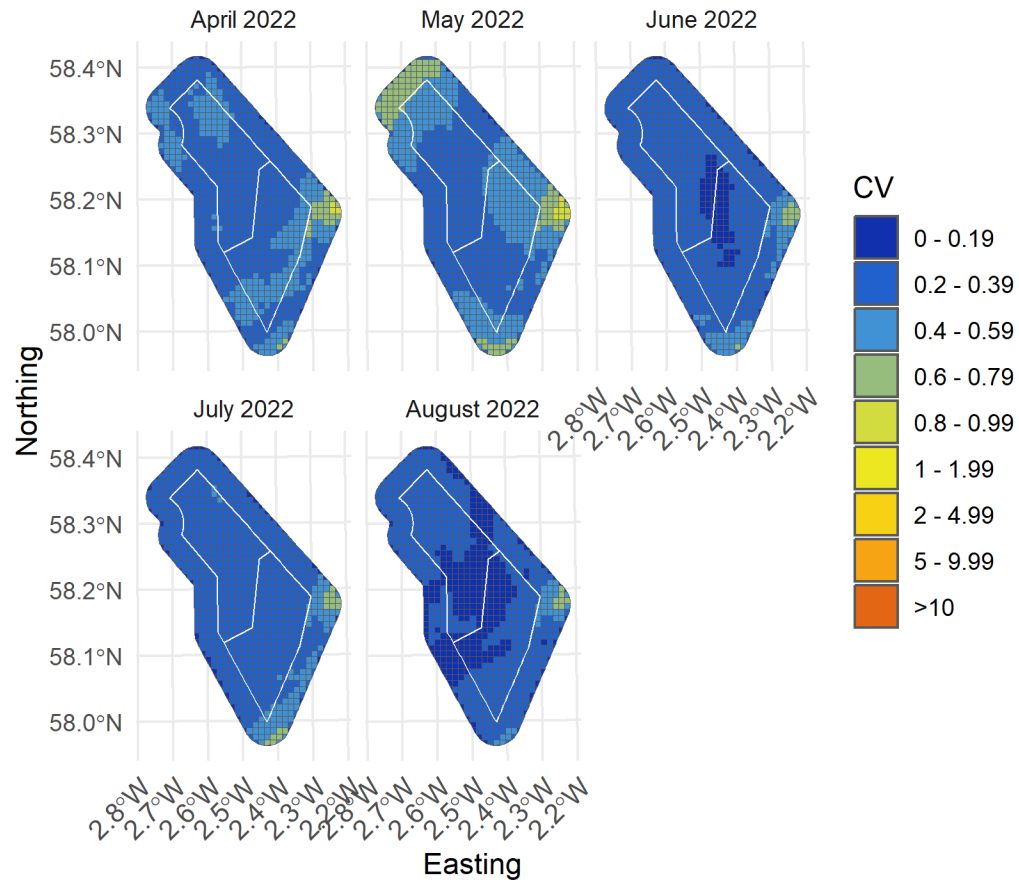 April 2022
May 2022
June 2022
58.4°N
58.3°N
58.2°N
58.1°N
58.0°N
2.8°W
2.7°W
2.6°W
2.5°W
2.4°W
2.3°W
2.2°W
July 2022
August 2022
58.4°N
58.3°N
58.2°N
58.1°N
58.0°N
2.8°W
2.7°W
2.6°W
2.5°W
2.4°W
2.3°W
2.2°W
2.8°W
2.7°W
2.6°W
2.5°W
2.4°W
2.3°W
2.2°W
Northing
Easting
CV
0 - 0.19
0.2 - 0.39
0.4 - 0.59
0.6 - 0.79
0.8 - 0.99
1 - 1.99
2 - 4.99
5 - 9.99
>10